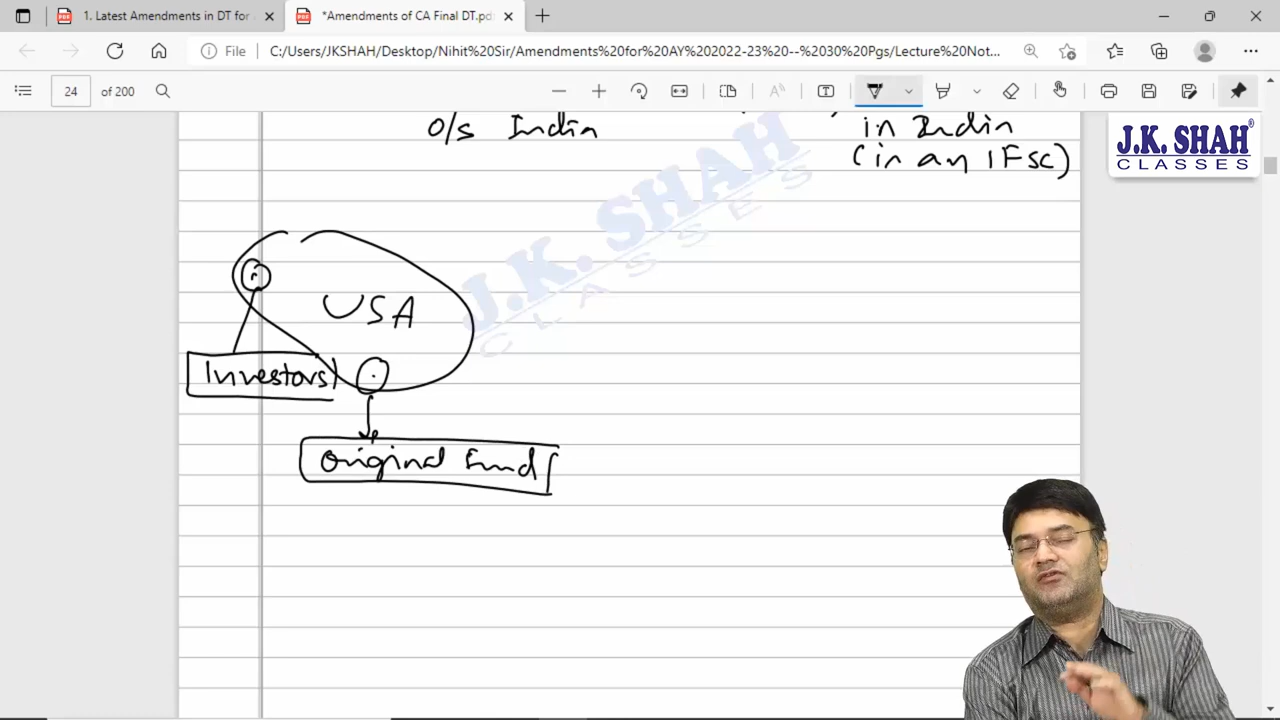 1. Latest Amendments in DT for
*Amendments of CA Final DT.pd
File
C:/Users/JKSHAH/Desktop/Nihit%20Sir/Amendments%20for%20AY%202022-23%20--%2030%20Pgs/Lecture%20Not...
24
of 200
J.K. SHAH®
CLASSES
o/s India
in India
(in an IFSC)
J.K. SHAH
CLASSES
USA
Investors
original Fund